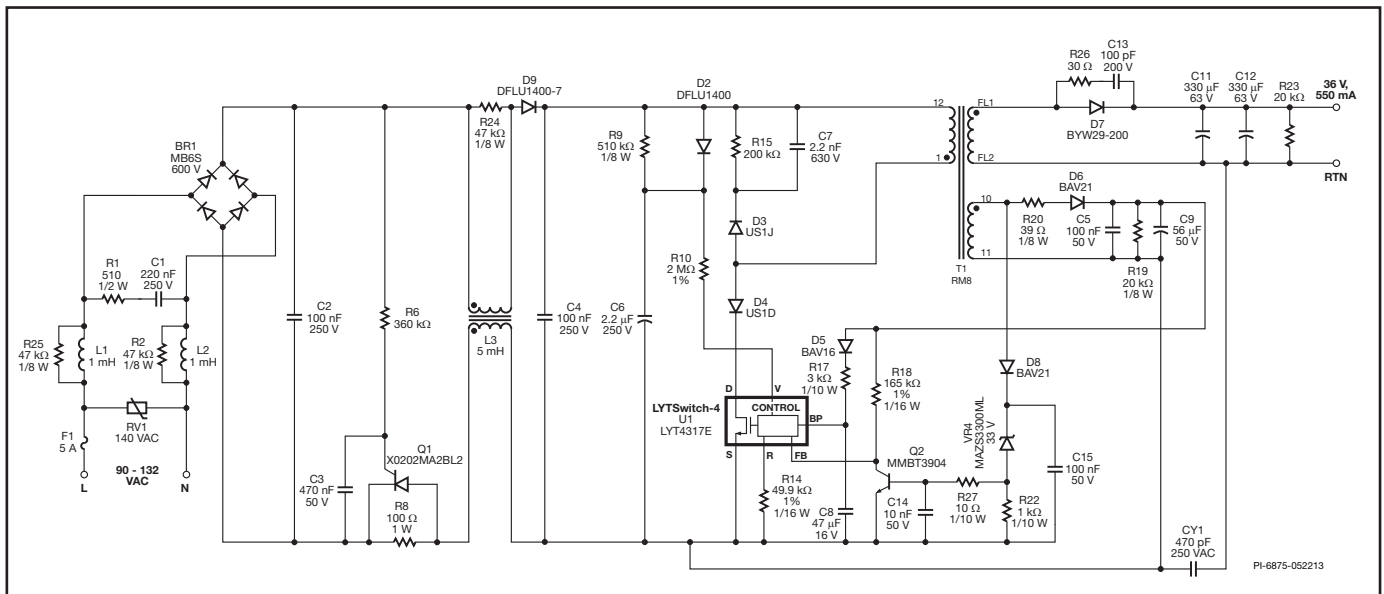 BR1
MB6S
600 V
R1
510
1/2 W
C1
220 nF
250 V
R25
47 kΩ
1/8 W
L1
1 mH
R2
47 kΩ
1/8 W
L2
1 mH
RV1
140 VAC
F1
5 A
90 - 132
VAC
L
N
C2
100 nF
250 V
C3
470 nF
50 V
R6
360 kΩ
Q1
X0202MA2BL2
R8
100 Ω
1 W
R24
47 kΩ
1/8 W
L3
5 mH
D9
DFLU1400-7
C4
100 nF
250 V
R9
510 kΩ
1/8 W
C6
2.2 µF
250 V
D2
DFLU1400
R10
2 MΩ
1%
R15
200 kΩ
C7
2.2 nF
630 V
D3
US1J
D4
US1D
LYTSwitch-4
U1
LYT4317E
D
V
CONTROL
BP
S
R
FB
R14
49.9 kΩ
1%
1/16 W
D5
BAV16
R17
3 kΩ
1/10 W
C8
47 µF
16 V
R18
165 kΩ
1%
1/16 W
Q2
MMBT3904
C14
10 nF
50 V
R27
10 Ω
1/10 W
D8
BAV21
VR4
MAZS3300ML
33 V
R22
1 kΩ
1/10 W
C15
100 nF
50 V
12
1
FL1
FL2
10
11
T1
RM8
R26
30 Ω
C13
100 pF
200 V
D7
BYW29-200
C11
330 µF
63 V
C12
330 µF
63 V
R23
20 kΩ
36 V,
550 mA
RTN
R20
39 Ω
1/8 W
D6
BAV21
C5
100 nF
50 V
R19
20 kΩ
1/8 W
C9
56 µF
50 V
CY1
470 pF
250 VAC
PI-6875-052213